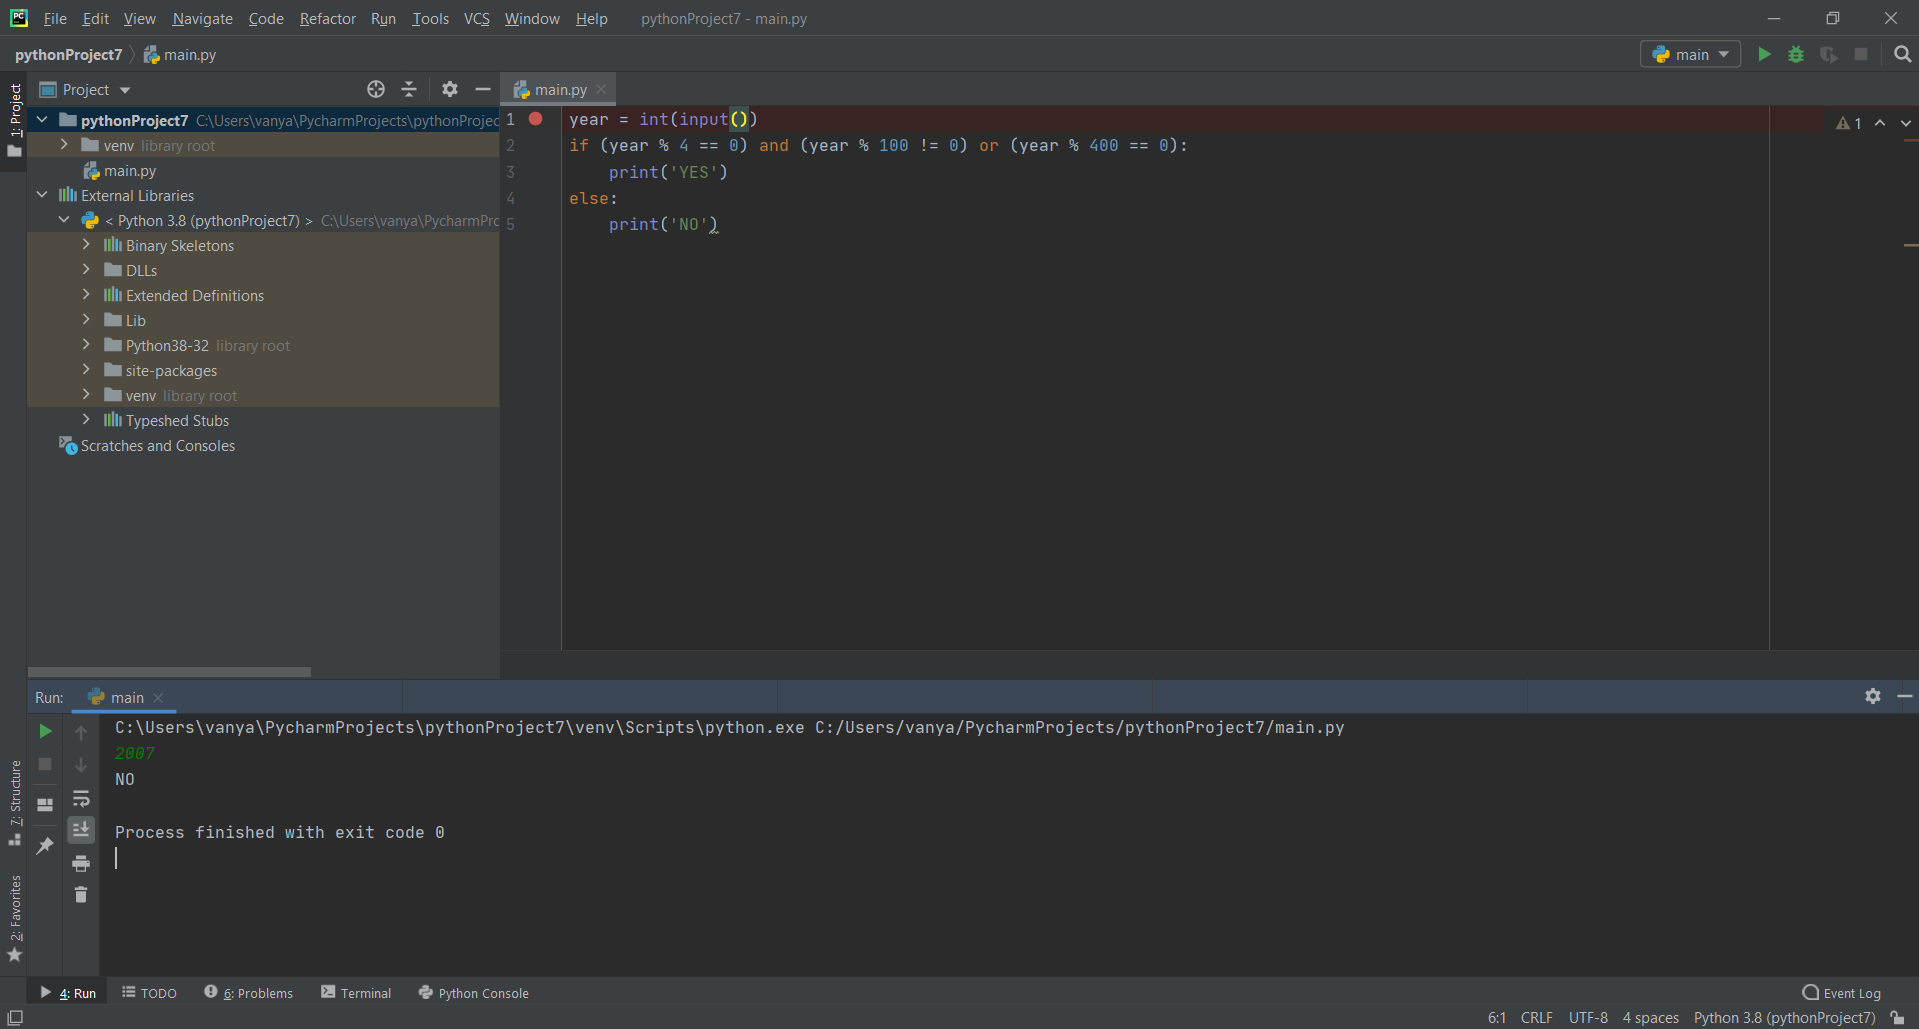 PC File Edit View Navigate Code Refactor Run Tools VCS Window Help pythonProject7 - main.py
pythonProject7 main.py main
1: Project
Project main.py
pythonProject7 C:\Users\vanya\PycharmProjects\pythonProjec
venv library root
main.py
External Libraries
< Python 3.8 (pythonProject7) > C:\Users\vanya\PycharmPro
Binary Skeletons
DLLs
Extended Definitions
Lib
Python38-32 library root
site-packages
venv library root
Typeshed Stubs
Scratches and Consoles
1 year = int(input()) 1
2 if (year % 4 == 0) and (year % 100 != 0) or (year % 400 == 0):
3 print('YES')
4 else:
5 print('NO')
Run: main
C:\Users\vanya\PycharmProjects\pythonProject7\venv\Scripts\python.exe C:/Users/vanya/PycharmProjects/pythonProject7/main.py
2007
NO
Process finished with exit code 0
7: Structure
2: Favorites
4: Run TODO 6: Problems Terminal Python Console Event Log
6:1 CRLF UTF-8 4 spaces Python 3.8 (pythonProject7)